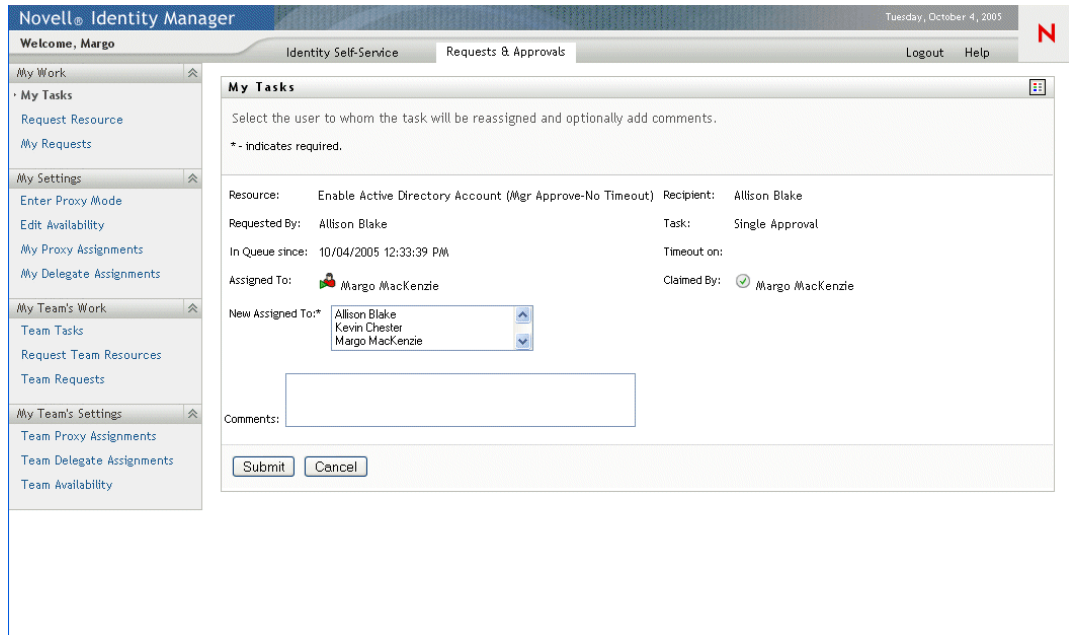 Novell® Identity Manager
Tuesday, October 4, 2005
N
Welcome, Margo
Identity Self-Service
Requests & Approvals
Logout Help
My Work
My Tasks
Request Resource
My Requests
My Settings
Enter Proxy Mode
Edit Availability
My Proxy Assignments
My Delegate Assignments
My Team's Work
Team Tasks
Request Team Resources
Team Requests
My Team's Settings
Team Proxy Assignments
Team Delegate Assignments
Team Availability
My Tasks
Select the user to whom the task will be reassigned and optionally add comments.
* - indicates required.
Resource: Enable Active Directory Account (Mgr Approve-No Timeout) Recipient: Allison Blake
Requested By: Allison Blake Task: Single Approval
In Queue since: 10/04/2005 12:33:39 PM Timeout on:
Assigned To: Margo MacKenzie Claimed By: Margo MacKenzie
New Assigned To:* Allison Blake
Kevin Chester
Margo MacKenzie
Comments:
Submit Cancel